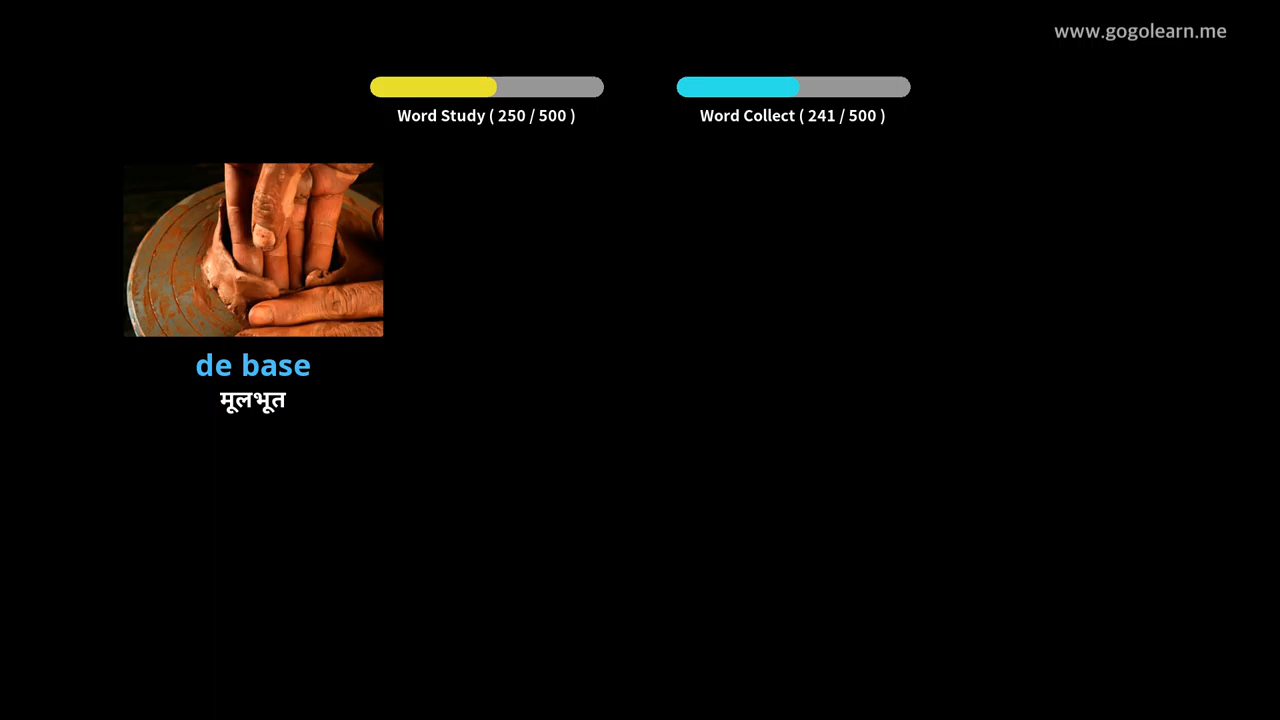 www.gogolearn.me
Word Study ( 250 / 500 )
Word Collect ( 241 / 500 )
de base
मूलभूत